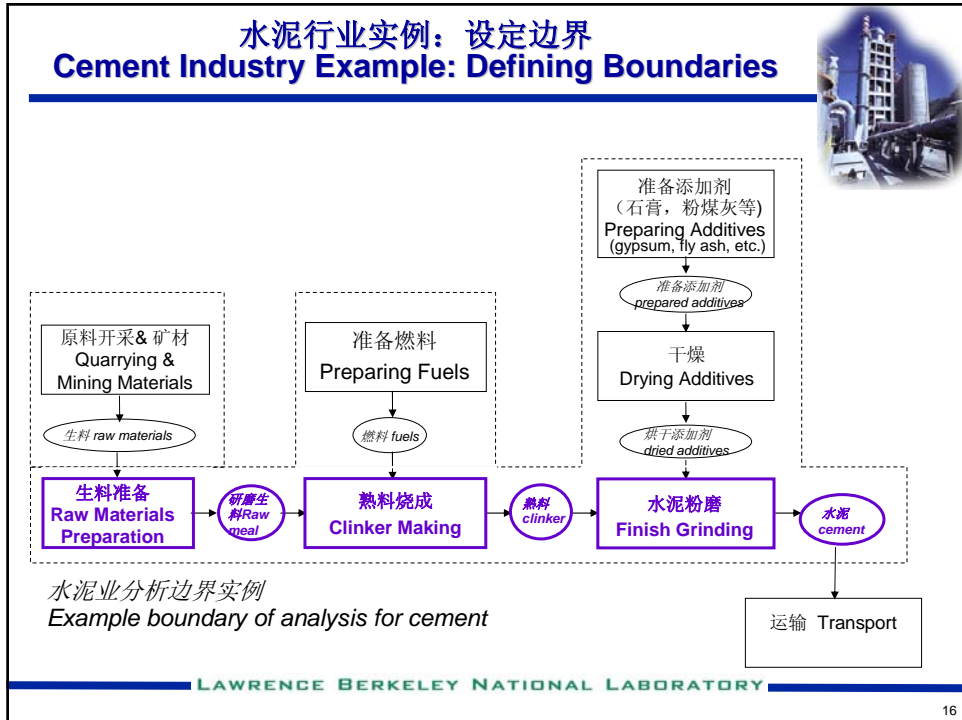 水泥行业实例：设定边界
Cement Industry Example: Defining Boundaries
准备添加剂
（石膏，粉煤灰等)
Preparing Additives
(gypsum, fly ash, etc.)
准备添加剂
prepared additives
原料开采& 矿材
Quarrying &
Mining Materials
准备燃料
Preparing Fuels
干燥
Drying Additives
生料 raw materials
燃料 fuels
烘干添加剂
dried additives
生料准备
Raw Materials
Preparation
研磨生
料Raw
meal
熟料烧成
Clinker Making
熟料
clinker
水泥粉磨
Finish Grinding
水泥
cement
水泥业分析边界实例
Example boundary of analysis for cement
运输 Transport
LAWRENCE BERKELEY NATIONAL LABORATORY
16